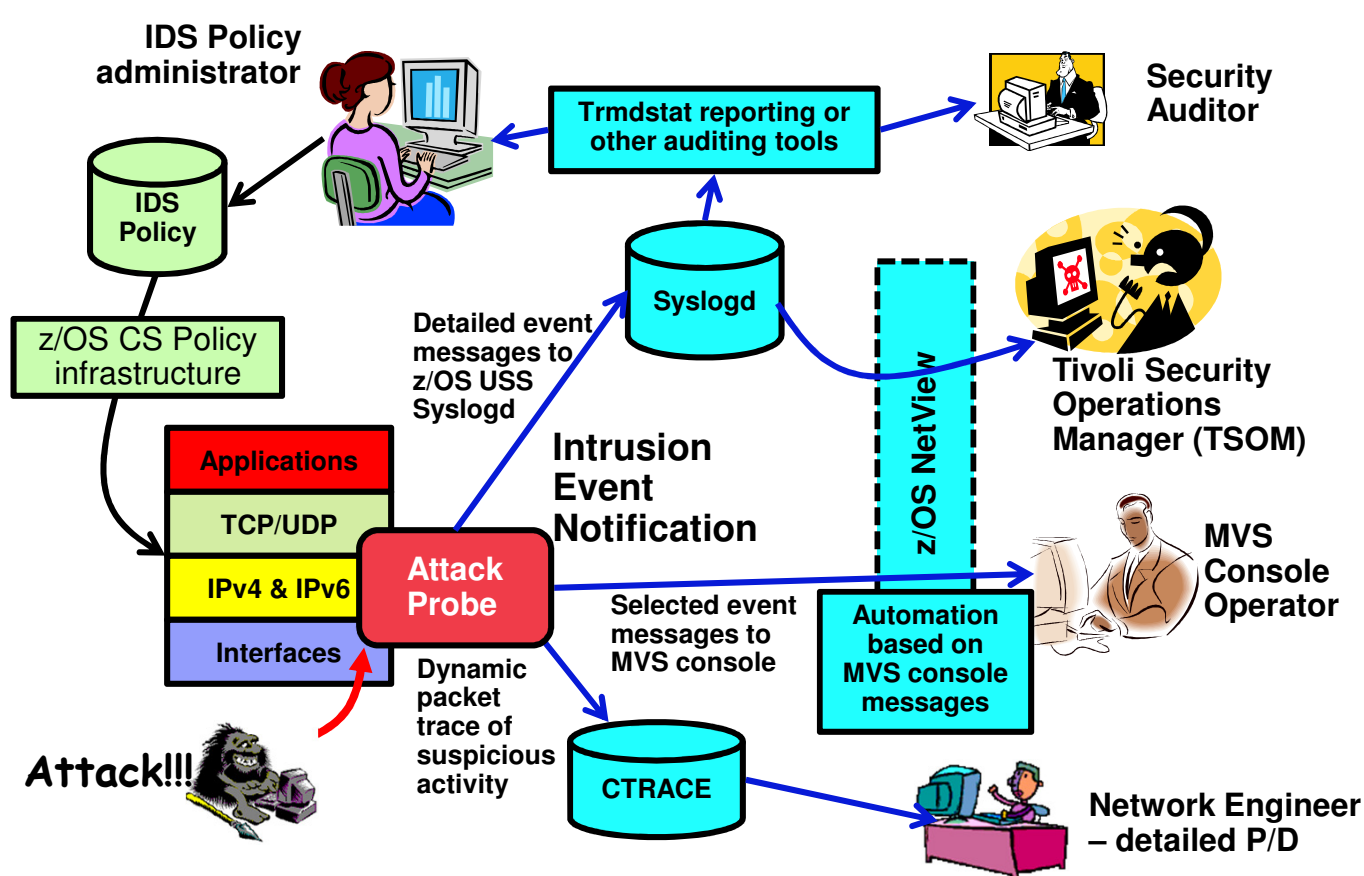 IDS Policy
administrator
Trmdstat reporting or
other auditing tools
Security
Auditor
IDS
Policy
Syslogd
z/OS CS Policy
infrastructure
Detailed event
messages to
z/OS USS
Syslogd
z/OS NetView
Tivoli Security
Operations
Manager (TSOM)
Applications
TCP/UDP
IPv4 & IPv6
Interfaces
Attack
Probe
Intrusion
Event
Notification
Selected event
messages to
MVS console
Automation
based on
MVS console
messages
MVS
Console
Operator
Dynamic
packet
trace of
suspicious
activity
Attack!!!
CTRACE
Network Engineer
– detailed P/D